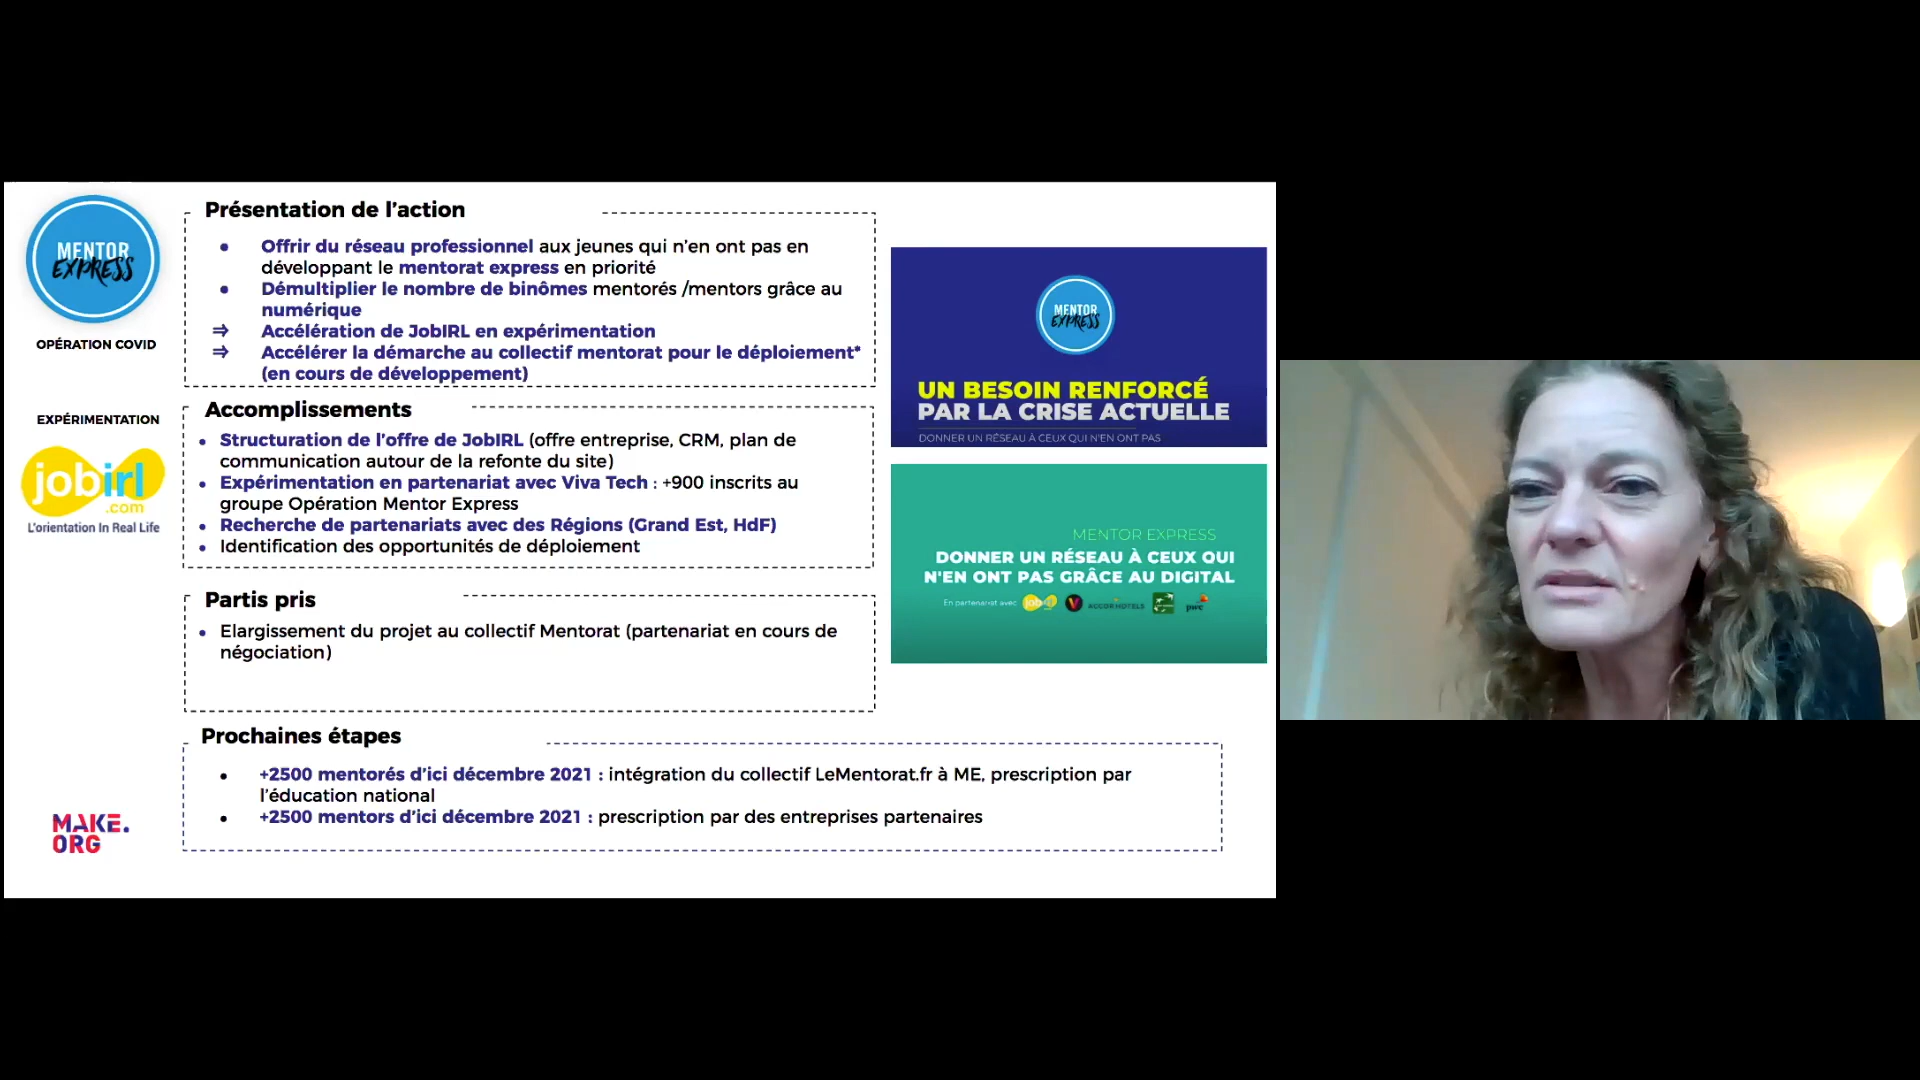 MENTOR
EXPRESS
OPÉRATION COVID
EXPÉRIMENTATION
jobirl
.com
L'orientation In Real Life
MAKE.
ORG
Présentation de l'action
● Offrir du réseau professionnel aux jeunes qui n'en ont pas en
développant le mentorat express en priorité
● Démultiplier le nombre de binômes mentorés /mentors grâce au
numérique
⇒ Accélération de JobIRL en expérimentation
⇒ Accélérer la démarche au collectif mentorat pour le déploiement*
(en cours de développement)
Accomplissements
● Structuration de l'offre de JobIRL (offre entreprise, CRM, plan de
communication autour de la refonte du site)
● Expérimentation en partenariat avec Viva Tech : +900 inscrits au
groupe Opération Mentor Express
● Recherche de partenariats avec des Régions (Grand Est, HdF)
● Identification des opportunités de déploiement
Partis pris
● Elargissement du projet au collectif Mentorat (partenariat en cours de
négociation)
Prochaines étapes
● +2500 mentorés d'ici décembre 2021 : intégration du collectif LeMentorat.fr à ME, prescription par
l'éducation national
● +2500 mentors d'ici décembre 2021 : prescription par des entreprises partenaires
MENTOR
EXPRESS
UN BESOIN RENFORCÉ
PAR LA CRISE ACTUELLE
DONNER UN RÉSEAU À CEUX QUI N'EN ONT PAS
MENTOR EXPRESS
DONNER UN RÉSEAU À CEUX QUI
N'EN ONT PAS GRÂCE AU DIGITAL
En partenariat avec jobirl V ACCORHOTELS pwc